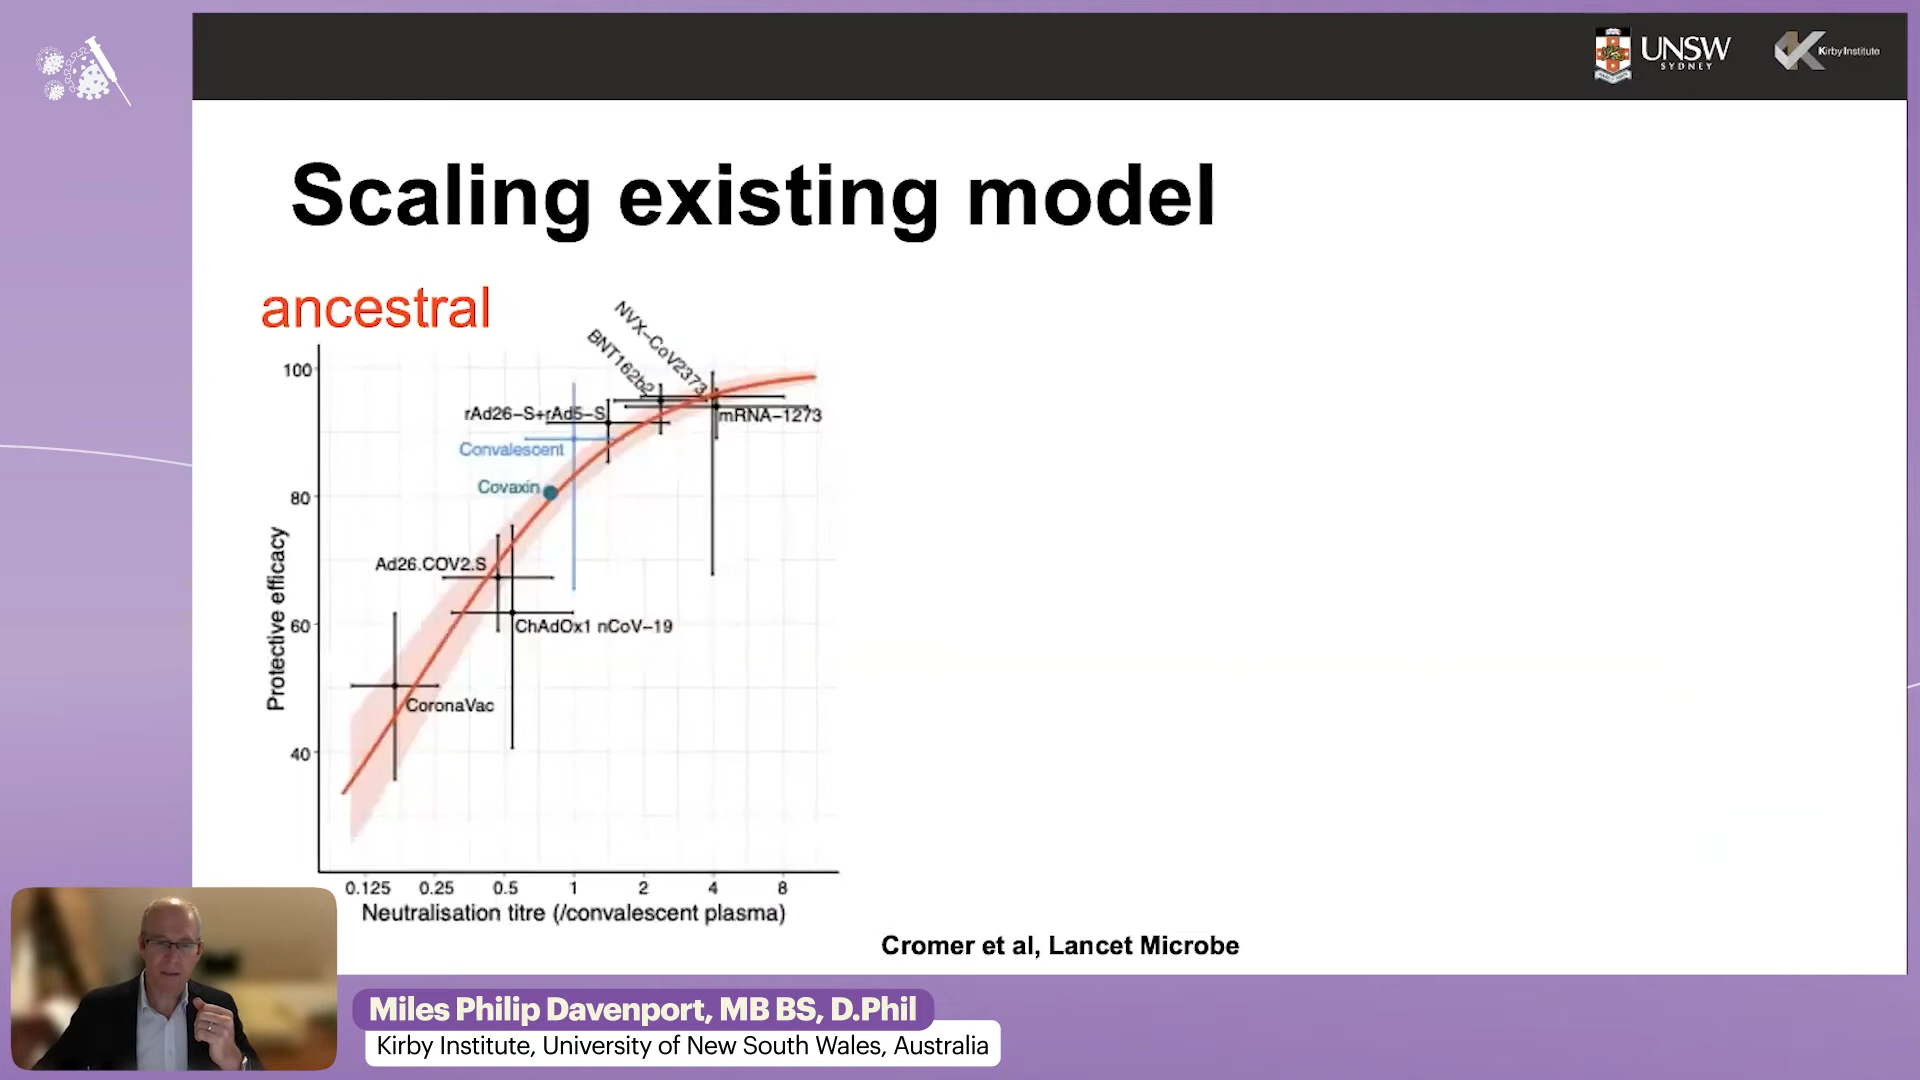 UNSW
SYDNEY
Kirby Institute
Scaling existing model
ancestral
NVX−CoV2373
BNT162b2
rAd26−S+rAd5−S
mRNA−1273
Convalescent
Covaxin
Ad26.COV2.S
ChAdOx1 nCoV−19
CoronaVac
Protective efficacy
100
80
60
40
0.125 0.25 0.5 1 2 4 8
Neutralisation titre (/convalescent plasma)
Cromer et al, Lancet Microbe
Miles Philip Davenport, MB BS, D.Phil
Kirby Institute, University of New South Wales, Australia